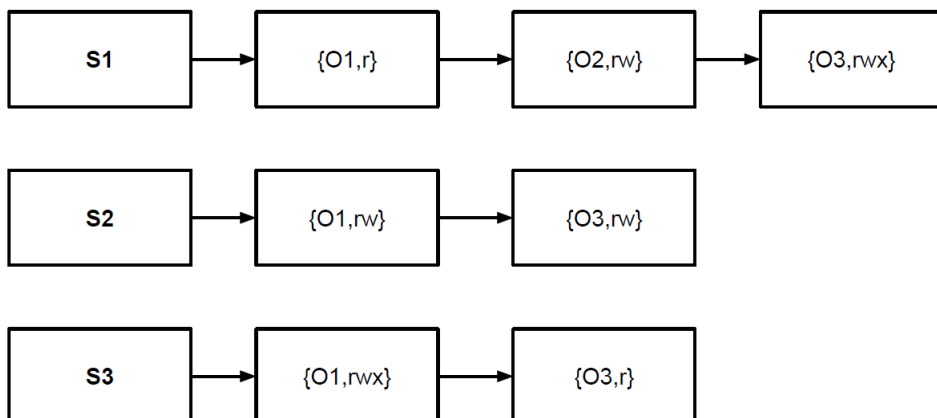 S1 {O1,r} {O2,rw} {O3,rwx}
S2 {O1,rw} {O3,rw}
S3 {O1,rwx} {O3,r}